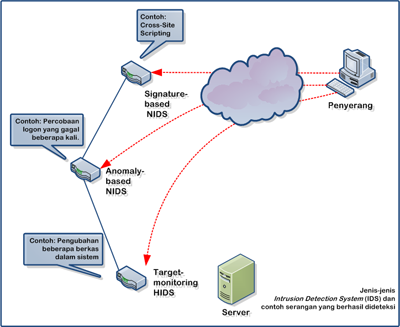 Contoh:
Cross-Site
Scripting
Signature-
based
NIDS
Penyerang
Contoh: Percobaan
logon yang gagal
beberapa kali.
Anomaly-
based
NIDS
Contoh: Pengubahan
beberapa berkas
dalam sistem
Target-
monitoring
HIDS
Server
Jenis-jenis
Intrusion Detection System (IDS) dan
contoh serangan yang berhasil dideteksi